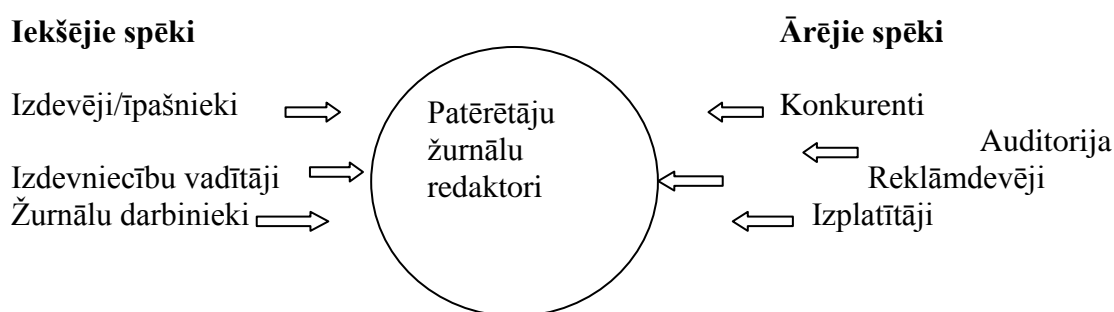 Iekšējie spēki
Ārējie spēki
Izdevēji/īpašnieki
Patērētāju
žurnālu
redaktori
Konkurenti
Auditorija
Izdevniecību vadītāji
Reklāmdevēji
Žurnālu darbinieki
Izplatītāji